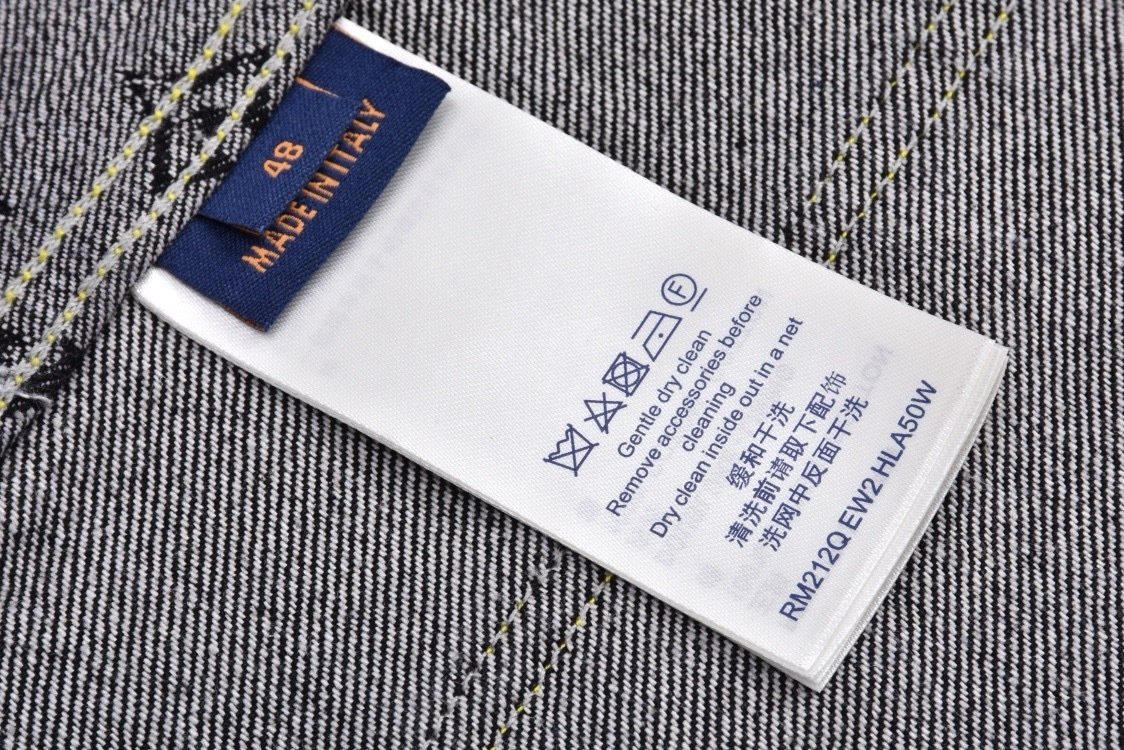 48
MADE IN ITALY
F
Gentle dry clean
Remove accessories before
cleaning
Dry clean inside out in a net
缓和干洗
清洗前请取下配饰
洗网中反面干洗
RM212Q EW2 HLA50W